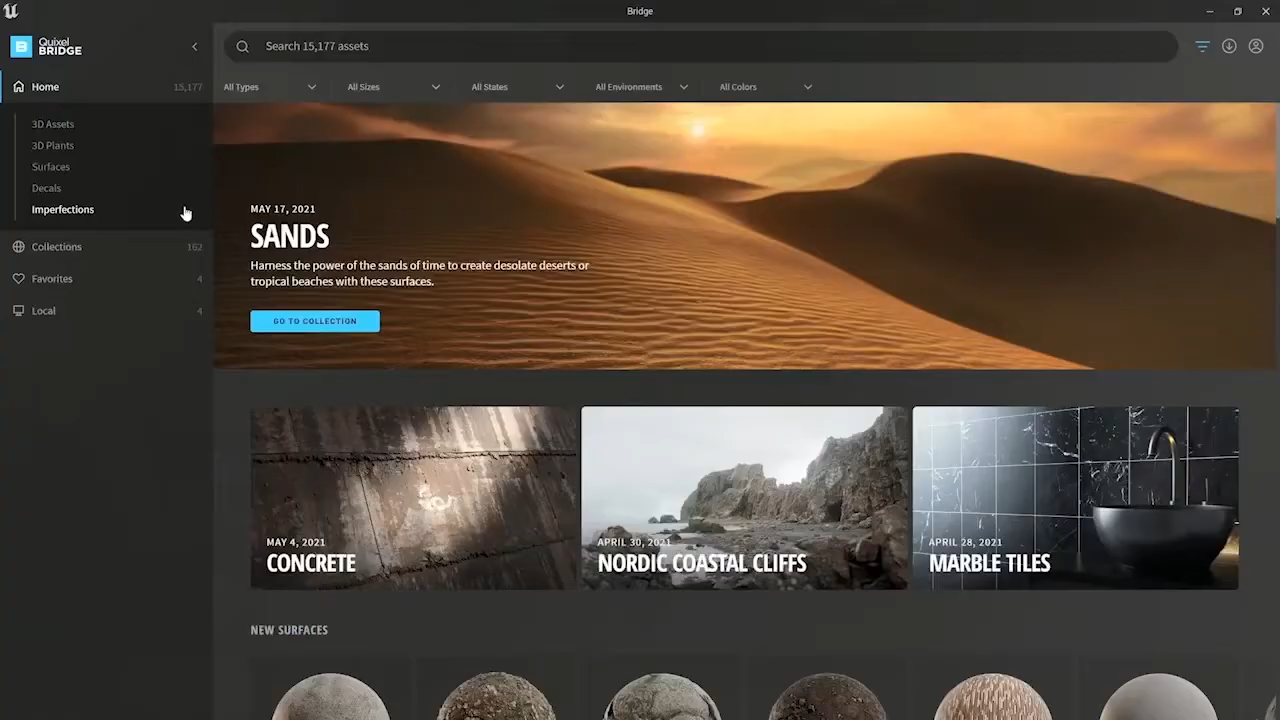 Bridge
Quixel
BRIDGE
Search 15,177 assets
Home 15,177
All Types
All Sizes
All States
All Environments
All Colors
3D Assets
3D Plants
Surfaces
Decals
Imperfections
Collections 162
Favorites 4
Local 4
MAY 17, 2021
SANDS
Harness the power of the sands of time to create desolate deserts or
tropical beaches with these surfaces.
GO TO COLLECTION
MAY 4, 2021
CONCRETE
APRIL 30, 2021
NORDIC COASTAL CLIFFS
APRIL 28, 2021
MARBLE TILES
NEW SURFACES